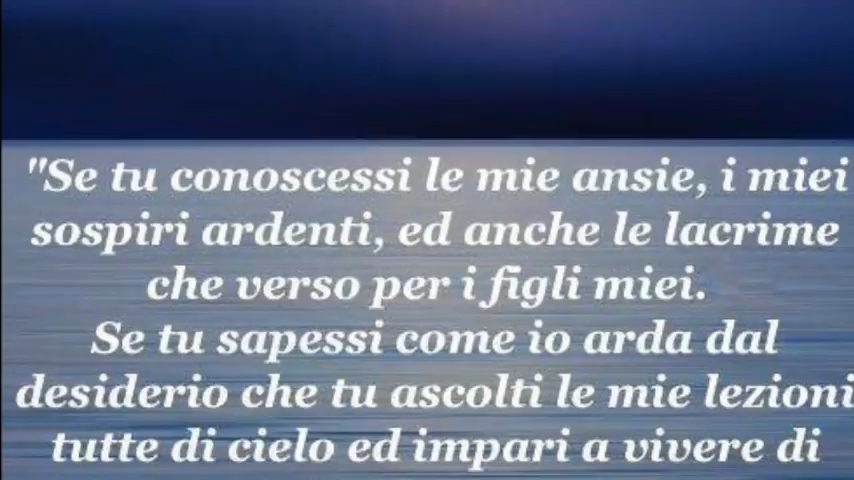 "Se tu conoscessi le mie ansie, i miei
sospiri ardenti, ed anche le lacrime
che verso per i figli miei.
Se tu sapessi come io arda dal
desiderio che tu ascolti le mie lezioni
tutte di cielo ed impari a vivere di